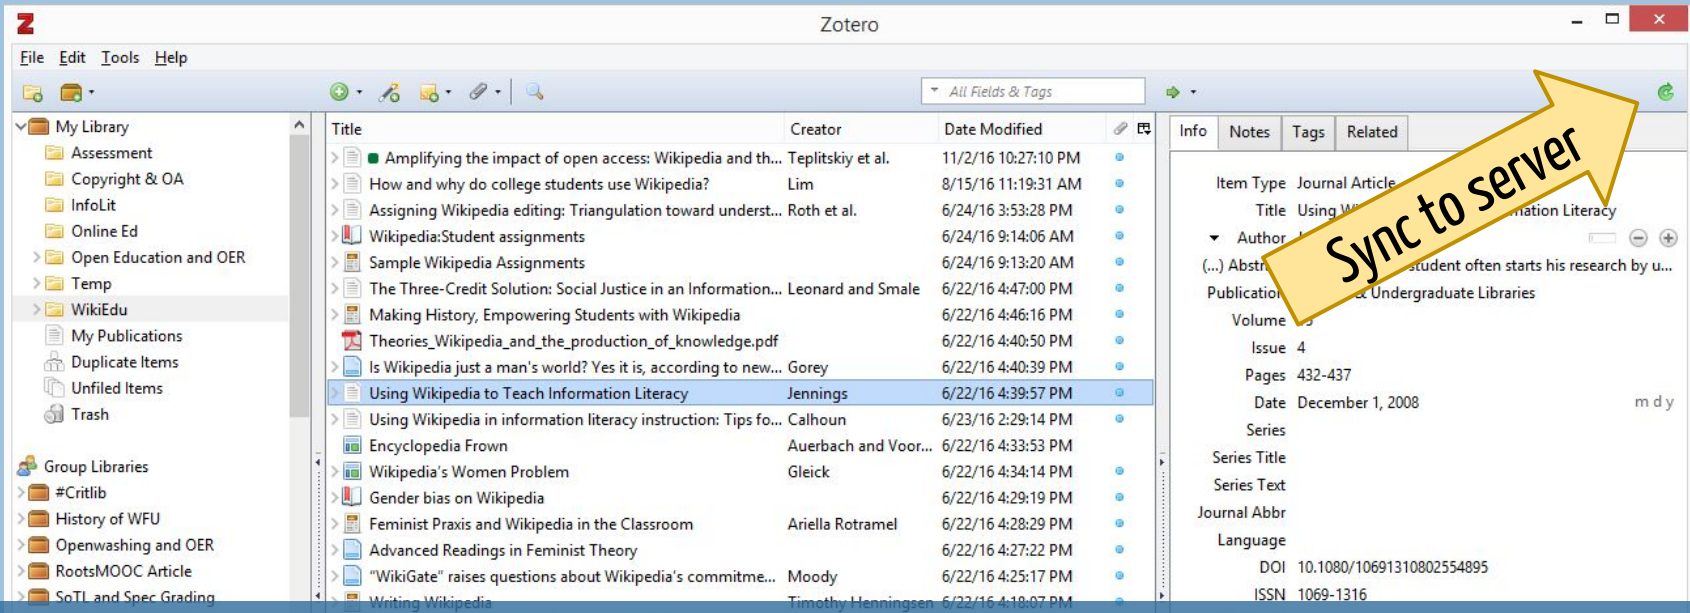 Z Zotero
File Edit Tools Help
All Fields & Tags
My Library
Assessment
Copyright & OA
InfoLit
Online Ed
Open Education and OER
Temp
WikiEdu
My Publications
Duplicate Items
Unfiled Items
Trash
Group Libraries
#Critlib
History of WFU
Openwashing and OER
RootsMOOC Article
SoTL and Spec Grading
Title Creator Date Modified
Amplifying the impact of open access: Wikipedia and th... Teplitskiy et al. 11/2/16 10:27:10 PM
How and why do college students use Wikipedia? Lim 8/15/16 11:19:31 AM
Assigning Wikipedia editing: Triangulation toward underst... Roth et al. 6/24/16 3:53:28 PM
Wikipedia:Student assignments 6/24/16 9:14:06 AM
Sample Wikipedia Assignments 6/24/16 9:13:20 AM
The Three-Credit Solution: Social Justice in an Information... Leonard and Smale 6/22/16 4:47:00 PM
Making History, Empowering Students with Wikipedia 6/22/16 4:46:16 PM
Theories_Wikipedia_and_the_production_of_knowledge.pdf 6/22/16 4:40:50 PM
Is Wikipedia just a man's world? Yes it is, according to new... Gorey 6/22/16 4:40:39 PM
Using Wikipedia to Teach Information Literacy Jennings 6/22/16 4:39:57 PM
Using Wikipedia in information literacy instruction: Tips fo... Calhoun 6/23/16 2:29:14 PM
Encyclopedia Frown Auerbach and Voor... 6/22/16 4:33:53 PM
Wikipedia's Women Problem Gleick 6/22/16 4:34:14 PM
Gender bias on Wikipedia 6/22/16 4:29:19 PM
Feminist Praxis and Wikipedia in the Classroom Ariella Rotramel 6/22/16 4:28:29 PM
Advanced Readings in Feminist Theory 6/22/16 4:27:22 PM
"WikiGate" raises questions about Wikipedia's commitme... Moody 6/22/16 4:25:17 PM
Writing Wikipedia Timothy Henningsen 6/22/16 4:18:07 PM
Info Notes Tags Related
Item Type Journal Article
Title Using Information Literacy
Author
(...) student often starts his research by u...
Publication & Undergraduate Libraries
Volume
Issue 4
Pages 432-437
Date December 1, 2008 m d y
Series
Series Title
Series Text
Journal Abbr
Language
DOI 10.1080/10691310802554895
ISSN 1069-1316
Sync to server